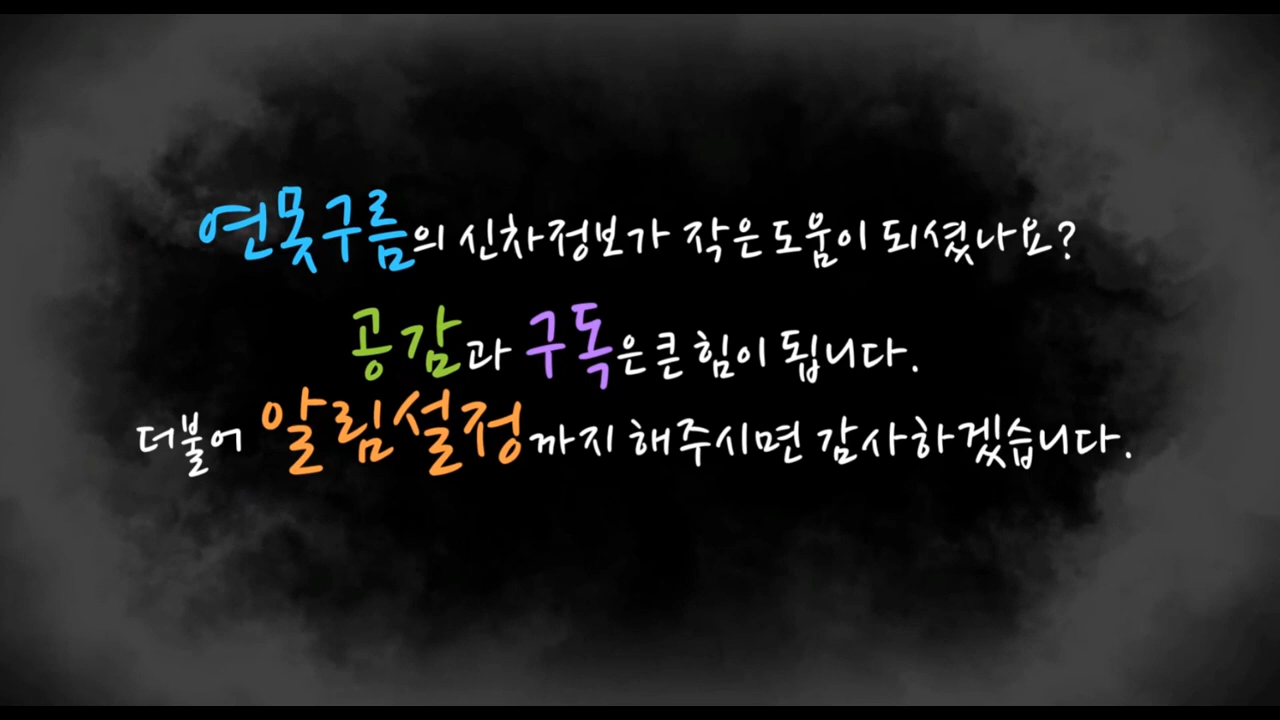 연못구름의 신차정보가 작은 도움이 되셨나요?
공감과 구독은 큰 힘이 됩니다.
더불어 알림설정까지 해주시면 감사하겠습니다.